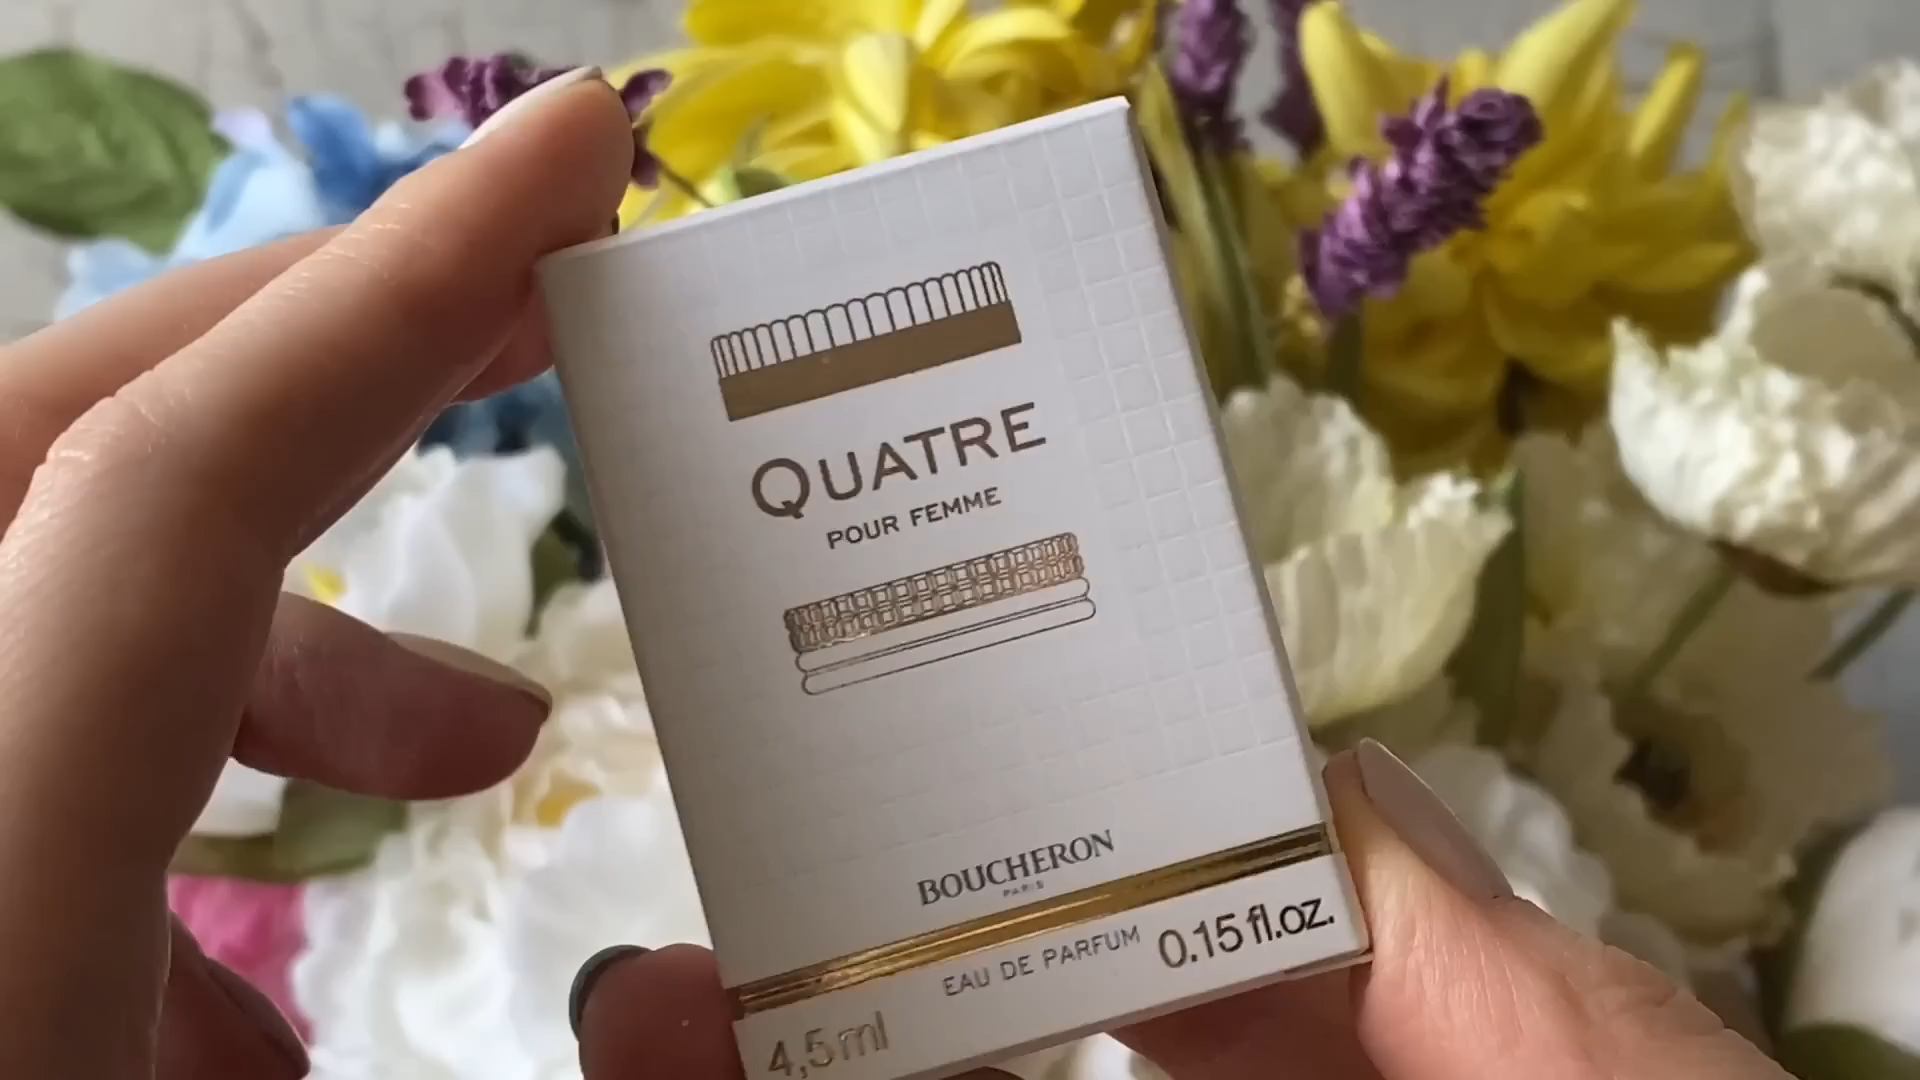 QUATRE
POUR FEMME
BOUCHERON
PARIS
EAU DE PARFUM 0.15 fl.oz.
4,5 ml